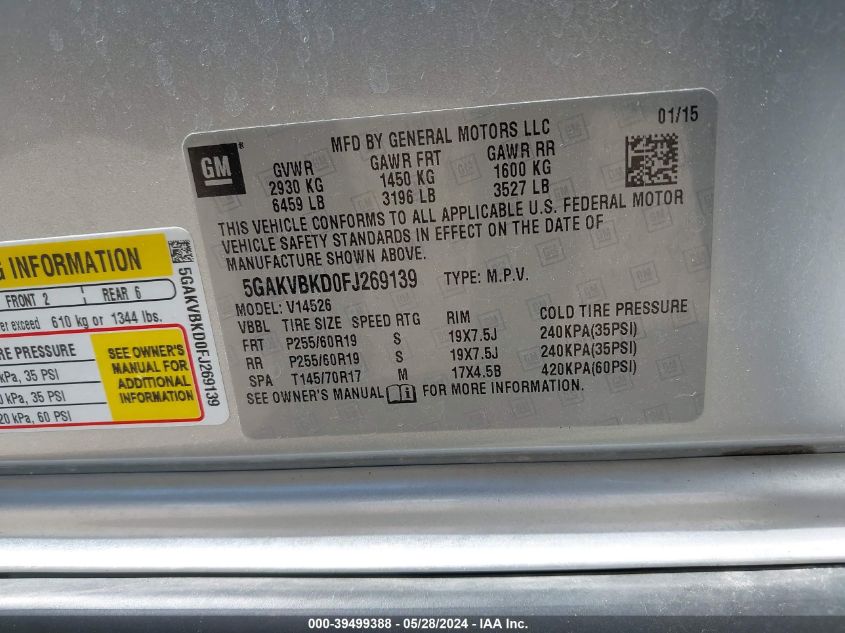 MFD BY GENERAL MOTORS LLC 01/15
GM
GVWR GAWR FRT GAWR RR
2930 KG 1450 KG 1600 KG
6459 LB 3196 LB 3527 LB
THIS VEHICLE CONFORMS TO ALL APPLICABLE U.S. FEDERAL MOTOR
VEHICLE SAFETY STANDARDS IN EFFECT ON THE DATE OF
MANUFACTURE SHOWN ABOVE.
5GAKVBKD0FJ269139 TYPE: M.P.V.
MODEL: V14526
VBBL TIRE SIZE SPEED RTG RIM COLD TIRE PRESSURE
FRT P255/60R19 S 19X7.5J 240KPA(35PSI)
RR P255/60R19 S 19X7.5J 240KPA(35PSI)
SPA T145/70R17 M 17X4.5B 420KPA(60PSI)
SEE OWNER'S MANUAL i FOR MORE INFORMATION.
INFORMATION
FRONT 2 REAR 6
exceed 610 kg or 1344 lbs.
PRESSURE
kPa, 35 PSI
kPa, 35 PSI
kPa, 60 PSI
SEE OWNER'S
MANUAL FOR
ADDITIONAL
INFORMATION
5GAKVBKD0FJ269139
000-39499388 - 05/28/2024 - IAA Inc.